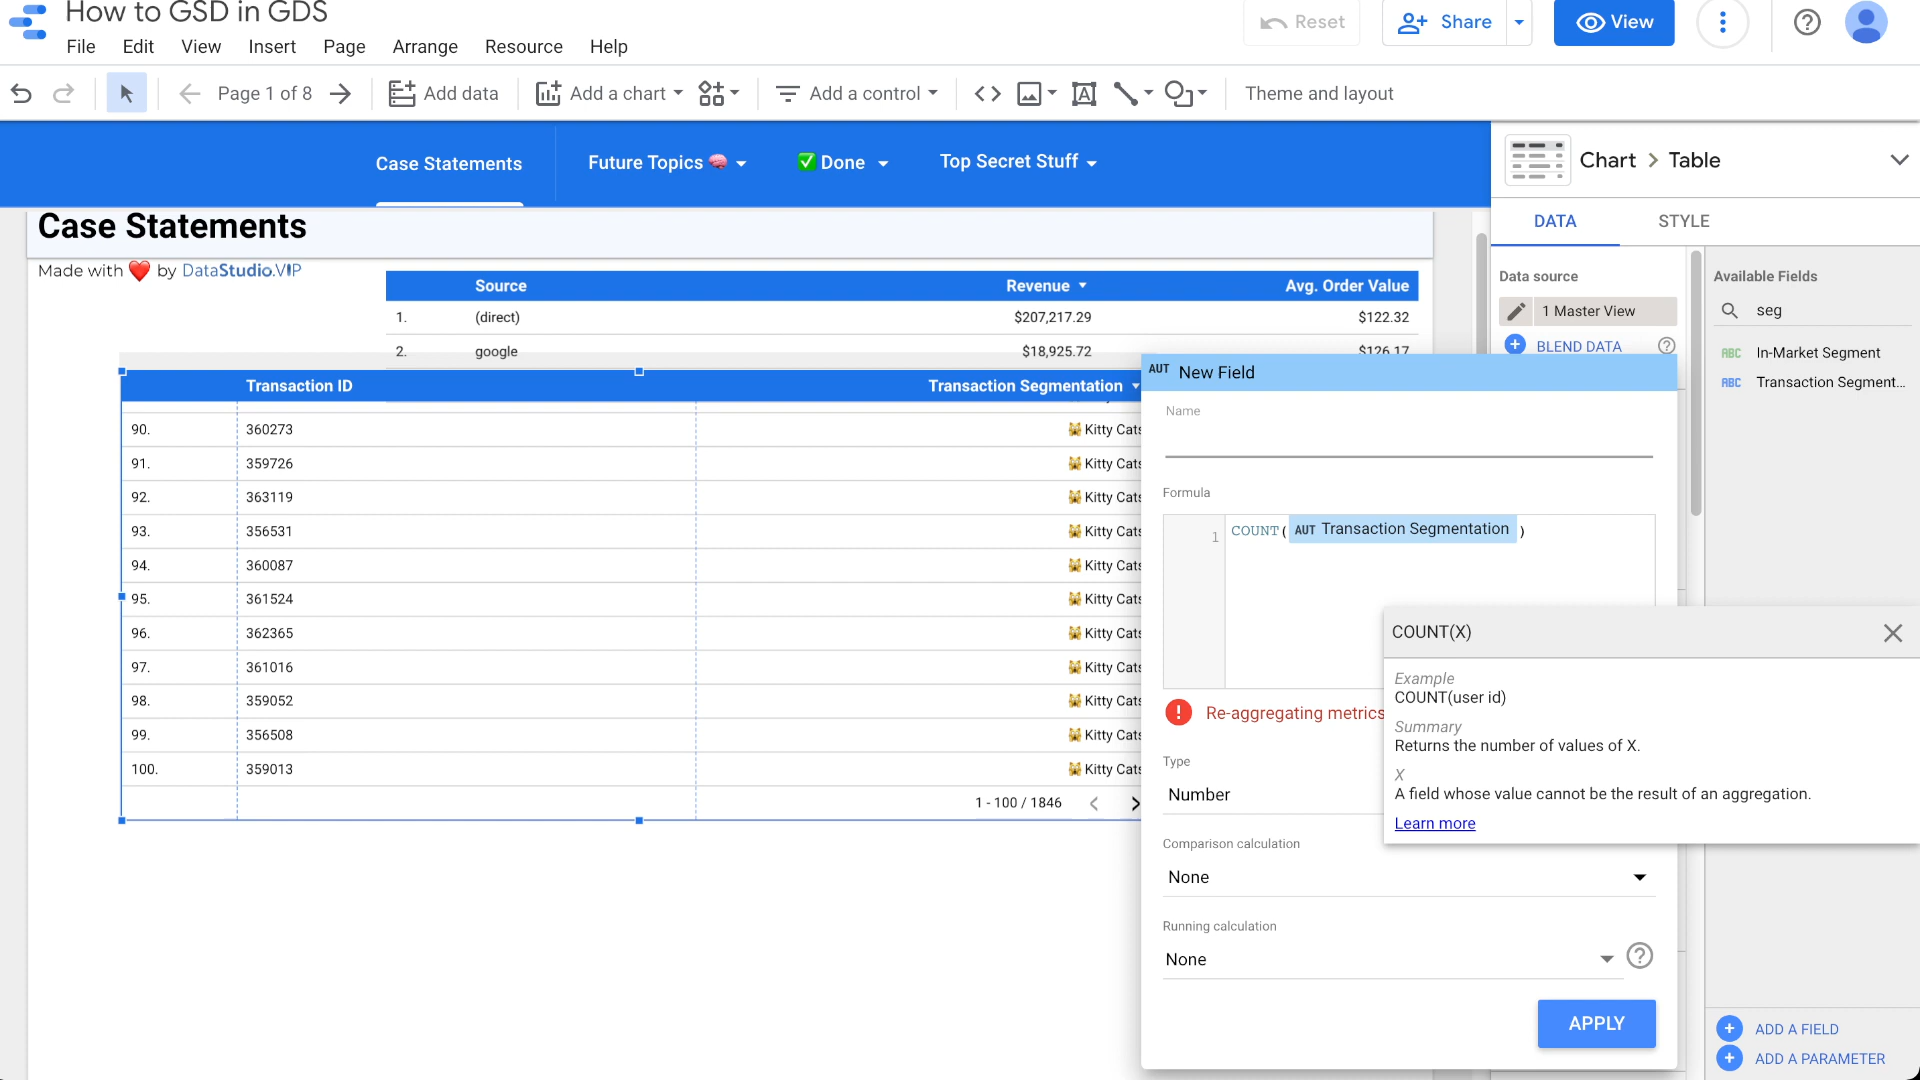 How to GSD in GDS
File Edit View Insert Page Arrange Resource Help
Reset Share View
Page 1 of 8 Add data Add a chart Add a control Theme and layout
Case Statements Future Topics 🧠 ✅ Done Top Secret Stuff
Chart > Table
DATA STYLE
Case Statements
Made with ❤️ by DataStudio.VIP
Source Revenue Avg. Order Value
1. (direct) $207,217.29 $122.32
2. google $18,925.72 $126.17
Transaction ID Transaction Segmentation
90. 360273 Kitty Cats
91. 359726 Kitty Cats
92. 363119 Kitty Cats
93. 356531 Kitty Cats
94. 360087 Kitty Cats
95. 361524 Kitty Cats
96. 362365 Kitty Cats
97. 361016 Kitty Cats
98. 359052 Kitty Cats
99. 356508 Kitty Cats
100. 359013 Kitty Cats
1 - 100 / 1846
Data source
1 Master View
BLEND DATA
Available Fields
seg
ABC In-Market Segment
ABC Transaction Segment...
AUT New Field
Name
Formula
1 COUNT( AUT Transaction Segmentation )
Re-aggregating metrics
Type
Number
Comparison calculation
None
Running calculation
None
APPLY
COUNT(X)
Example
COUNT(user id)
Summary
Returns the number of values of X.
X
A field whose value cannot be the result of an aggregation.
Learn more
ADD A FIELD
ADD A PARAMETER